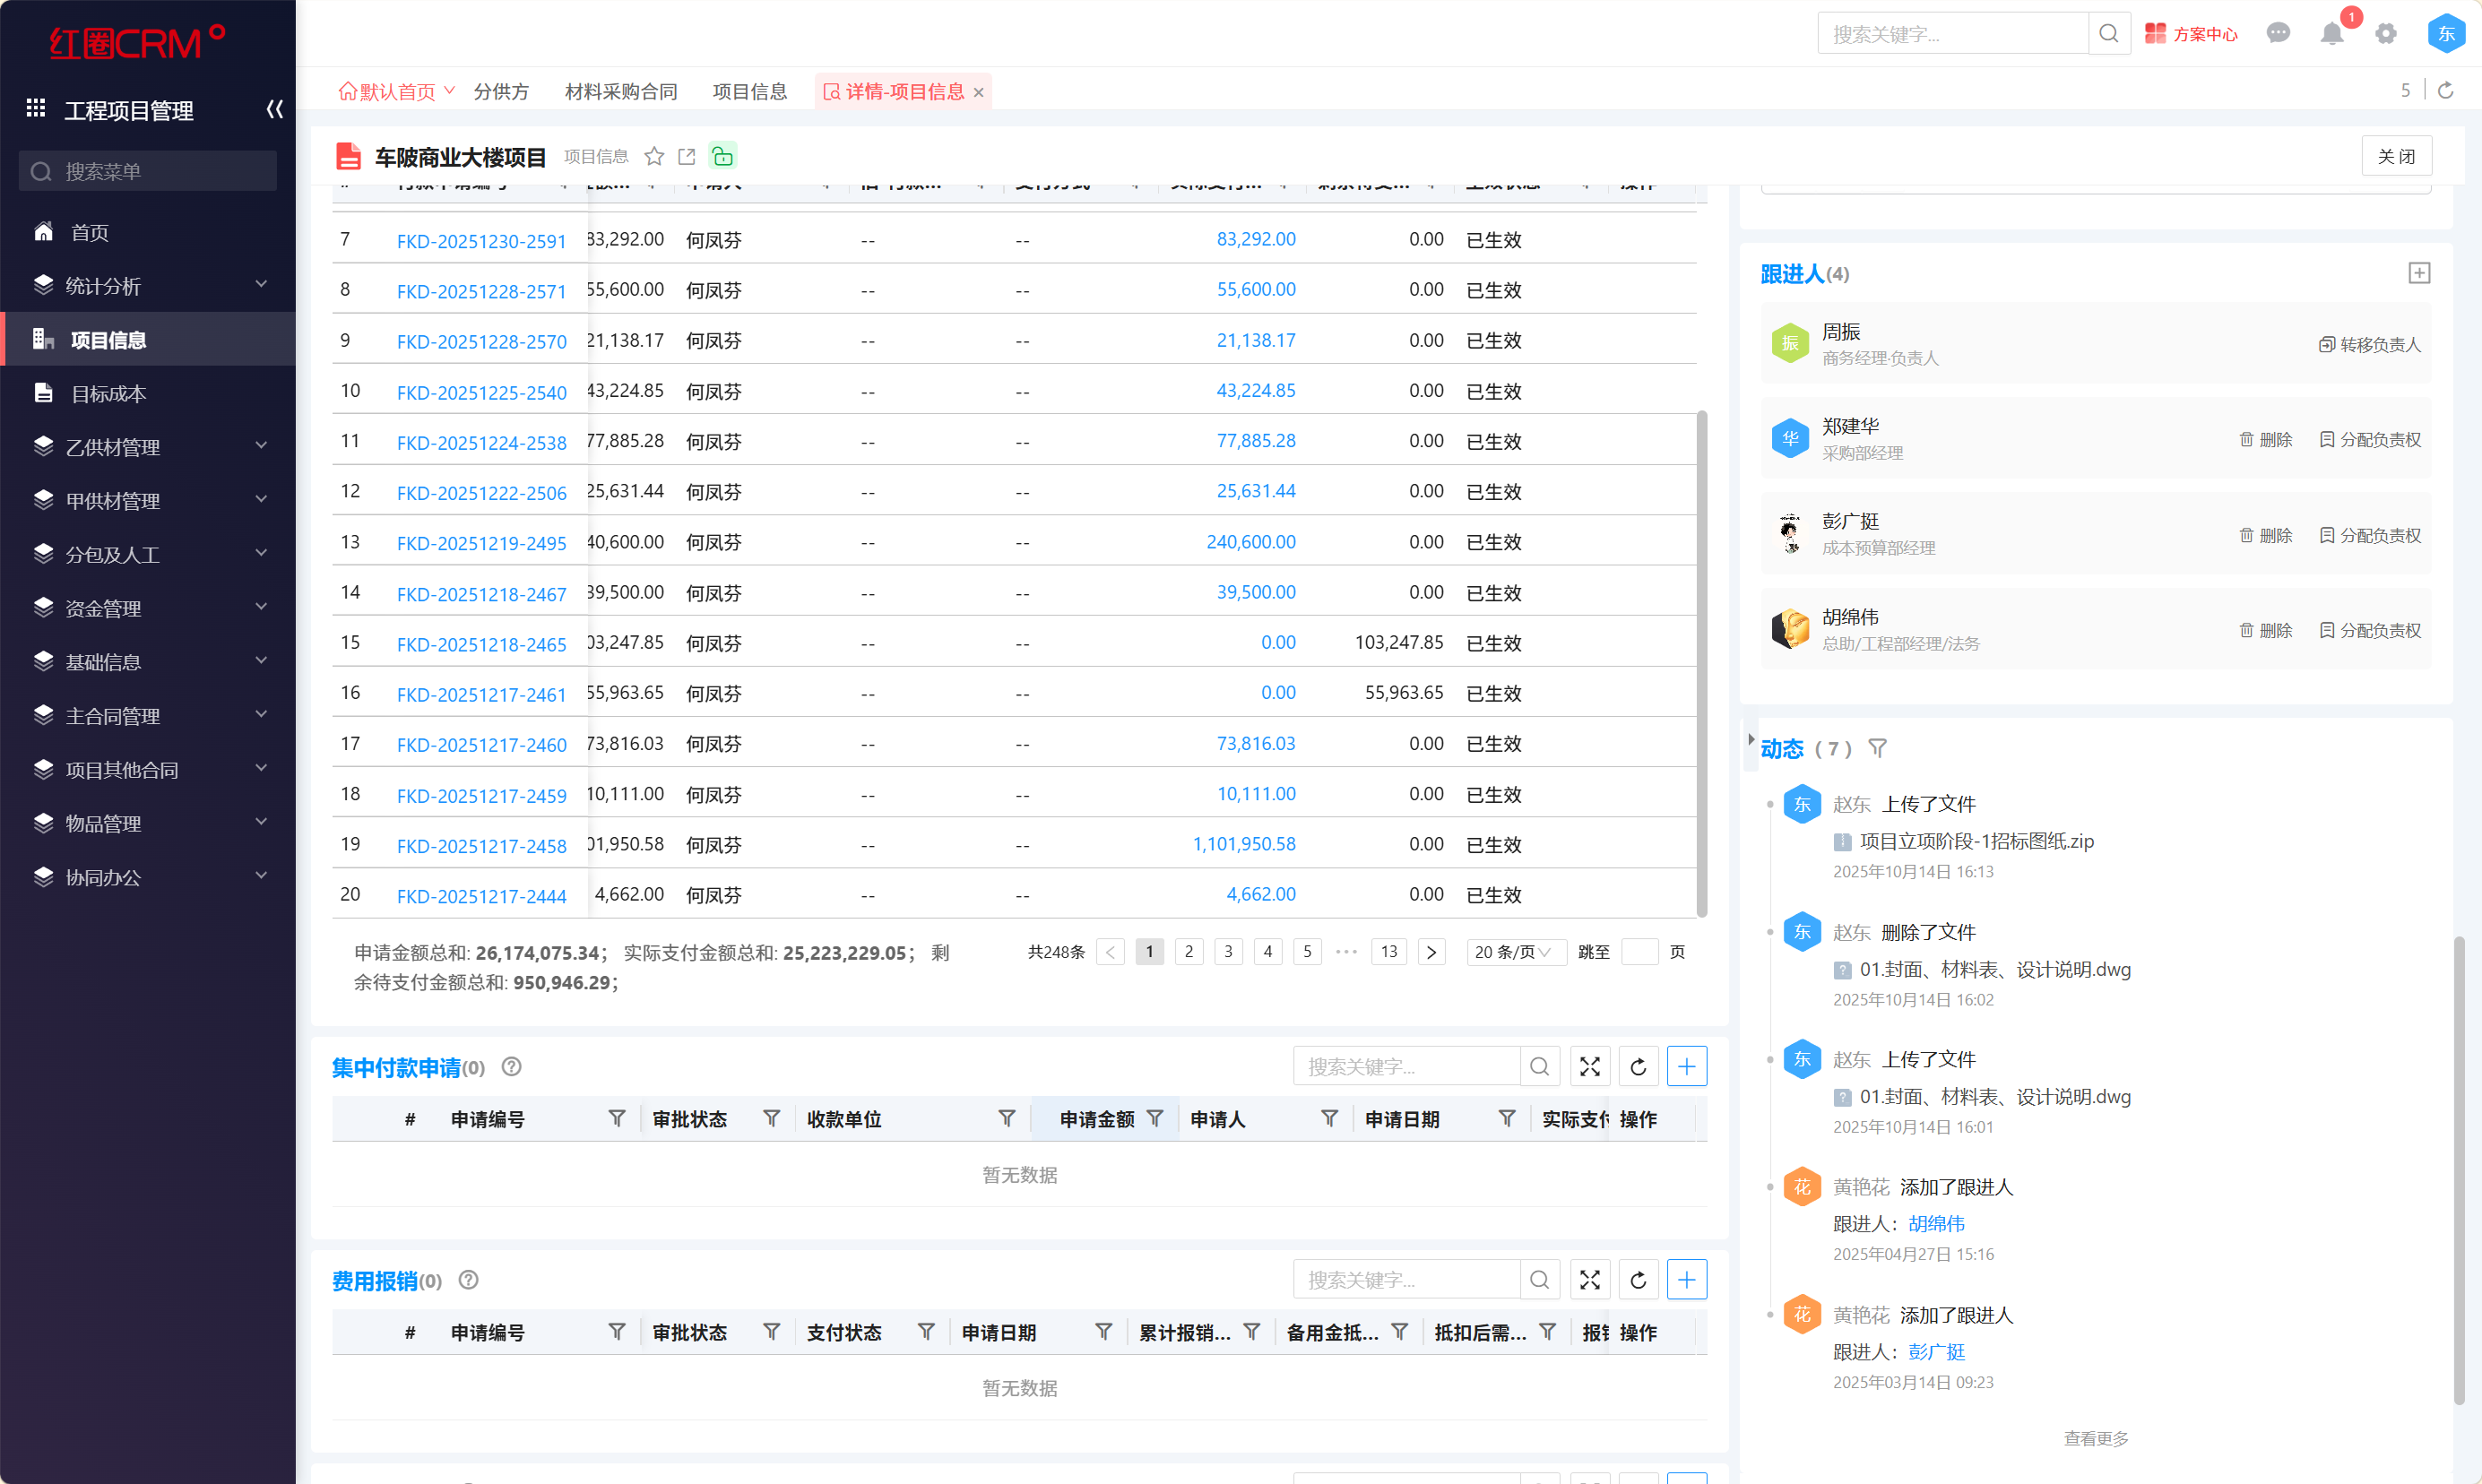 红圈CRM
搜索关键字...
方案中心
1
东
工程项目管理
默认首页 分供方 材料采购合同 项目信息 详情-项目信息
5
搜索菜单
车陂商业大楼项目 项目信息
关 闭
首页
统计分析
项目信息
目标成本
乙供材管理
甲供材管理
分包及人工
资金管理
基础信息
主合同管理
项目其他合同
物品管理
协同办公
7 FKD-20251230-2591 83,292.00 何凤芬 -- -- 83,292.00 0.00 已生效
8 FKD-20251228-2571 55,600.00 何凤芬 -- -- 55,600.00 0.00 已生效
9 FKD-20251228-2570 21,138.17 何凤芬 -- -- 21,138.17 0.00 已生效
10 FKD-20251225-2540 43,224.85 何凤芬 -- -- 43,224.85 0.00 已生效
11 FKD-20251224-2538 77,885.28 何凤芬 -- -- 77,885.28 0.00 已生效
12 FKD-20251222-2506 25,631.44 何凤芬 -- -- 25,631.44 0.00 已生效
13 FKD-20251219-2495 40,600.00 何凤芬 -- -- 240,600.00 0.00 已生效
14 FKD-20251218-2467 39,500.00 何凤芬 -- -- 39,500.00 0.00 已生效
15 FKD-20251218-2465 03,247.85 何凤芬 -- -- 0.00 103,247.85 已生效
16 FKD-20251217-2461 55,963.65 何凤芬 -- -- 0.00 55,963.65 已生效
17 FKD-20251217-2460 73,816.03 何凤芬 -- -- 73,816.03 0.00 已生效
18 FKD-20251217-2459 10,111.00 何凤芬 -- -- 10,111.00 0.00 已生效
19 FKD-20251217-2458 01,950.58 何凤芬 -- -- 1,101,950.58 0.00 已生效
20 FKD-20251217-2444 4,662.00 何凤芬 -- -- 4,662.00 0.00 已生效
申请金额总和: 26,174,075.34； 实际支付金额总和: 25,223,229.05； 剩
余待支付金额总和: 950,946.29；
共248条 1 2 3 4 5 ··· 13 20 条/页 跳至 页
集中付款申请(0)
搜索关键字...
# 申请编号 审批状态 收款单位 申请金额 申请人 申请日期 实际支付 操作
暂无数据
费用报销(0)
搜索关键字...
# 申请编号 审批状态 支付状态 申请日期 累计报销... 备用金抵... 抵扣后需... 报销 操作
暂无数据
跟进人(4)
振 周振
商务经理·负责人
转移负责人
华 郑建华
采购部经理
删除 分配负责权
彭广挺
成本预算部经理
删除 分配负责权
胡绵伟
总助/工程部经理/法务
删除 分配负责权
动态（7）
东 赵东 上传了文件
项目立项阶段-1招标图纸.zip
2025年10月14日 16:13
东 赵东 删除了文件
01.封面、材料表、设计说明.dwg
2025年10月14日 16:02
东 赵东 上传了文件
01.封面、材料表、设计说明.dwg
2025年10月14日 16:01
花 黄艳花 添加了跟进人
跟进人：胡绵伟
2025年04月27日 15:16
花 黄艳花 添加了跟进人
跟进人：彭广挺
2025年03月14日 09:23
查看更多